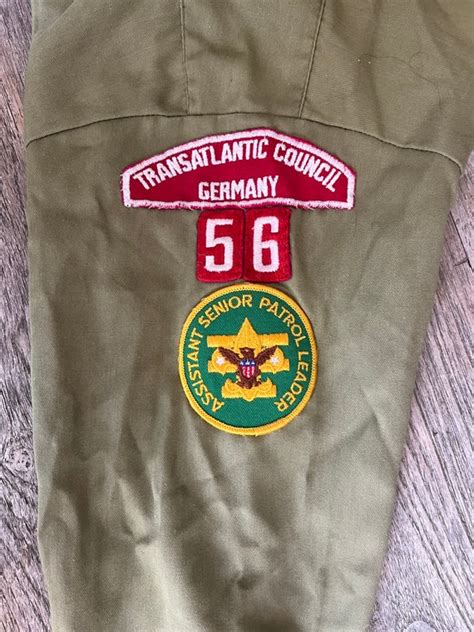 TRANSATLANTIC COUNCIL
GERMANY
56
ASSISTANT SENIOR PATROL LEADER